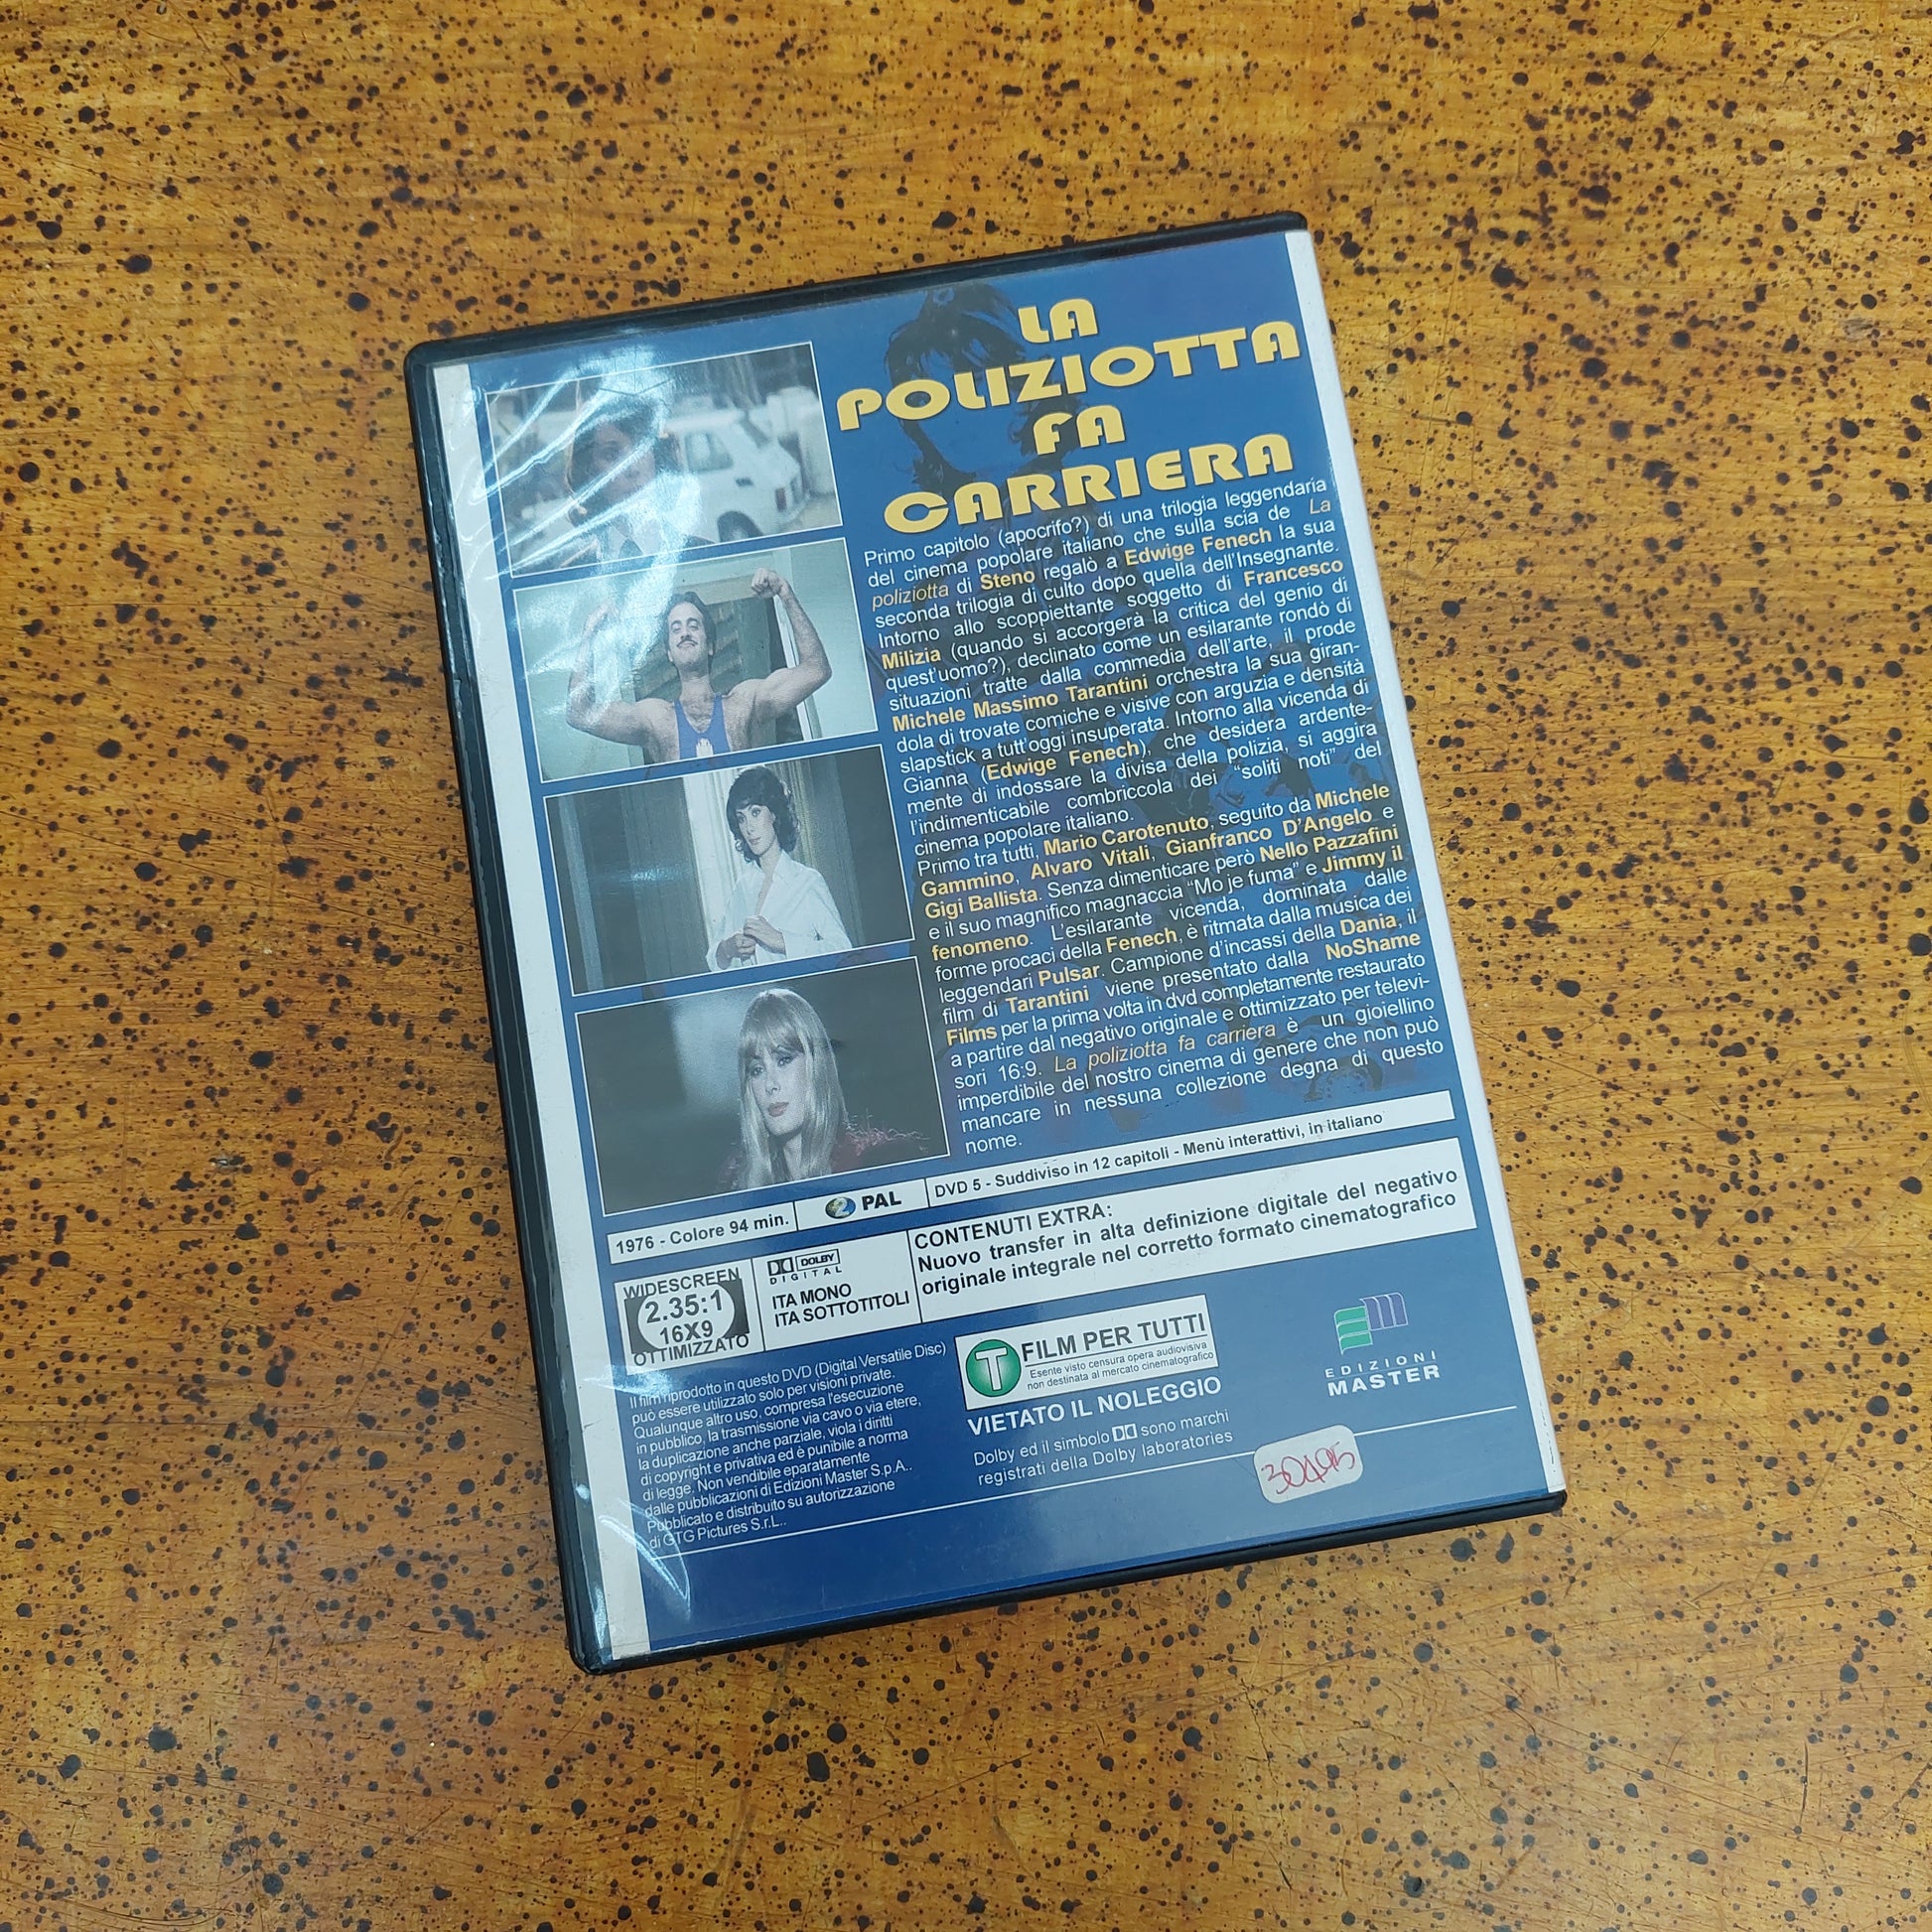 LA
POLIZIOTTA
FA
CARRIERA
Primo capitolo (apocrifo?) di una trilogia leggendaria
del cinema popolare italiano che sulla scia de La
poliziotta di Steno regalò a Edwige Fenech la sua
seconda trilogia di culto dopo quella dell'Insegnante.
Intorno allo scoppiettante soggetto di Francesco
Milizia (quando si accorgerà la critica del genio di
quest'uomo?), declinato come un esilarante rondò di
situazioni tratte dalla commedia dell'arte, il prode
Michele Massimo Tarantini orchestra la sua giran-
dola di trovate comiche e visive con arguzia e densità
slapstick a tutt'oggi insuperata. Intorno alla vicenda di
Gianna (Edwige Fenech), che desidera ardente-
mente di indossare la divisa della polizia, si aggira
l'indimenticabile combriccola dei "soliti noti" del
cinema popolare italiano.
Primo tra tutti, Mario Carotenuto, seguito da Michele
Gammino, Alvaro Vitali, Gianfranco D'Angelo e
Gigi Ballista. Senza dimenticare però Nello Pazzafini
e il suo magnifico magnaccia "Mo je fuma" e Jimmy il
fenomeno. L'esilarante vicenda, dominata dalle
forme procaci della Fenech, è ritmata dalla musica dei
leggendari Pulsar. Campione d'incassi della Dania, il
film di Tarantini viene presentato dalla NoShame
Films per la prima volta in dvd completamente restaurato
a partire dal negativo originale e ottimizzato per televi-
sori 16:9. La poliziotta fa carriera è un gioiellino
imperdibile del nostro cinema di genere che non può
mancare in nessuna collezione degna di questo
nome.
1976 - Colore 94 min.
2 PAL
DVD 5 - Suddiviso in 12 capitoli - Menù interattivi, in italiano
WIDESCREEN
2.35:1
16X9
OTTIMIZZATO
DOLBY
DIGITAL
ITA MONO
ITA SOTTOTITOLI
CONTENUTI EXTRA:
Nuovo transfer in alta definizione digitale del negativo
originale integrale nel corretto formato cinematografico
Il film riprodotto in questo DVD (Digital Versatile Disc)
può essere utilizzato solo per visioni private.
Qualunque altro uso, compresa l'esecuzione
in pubblico, la trasmissione via cavo o via etere,
la duplicazione anche parziale, viola i diritti
di copyright e privativa ed è punibile a norma
di legge. Non vendibile eparatamente
dalle pubblicazioni di Edizioni Master S.p.A..
Pubblicato e distribuito su autorizzazione
di GTG Pictures S.r.L..
T FILM PER TUTTI
Esente visto censura opera audiovisiva
non destinata al mercato cinematografico
VIETATO IL NOLEGGIO
Dolby ed il simbolo sono marchi
registrati della Dolby laboratories
em
EDIZIONI
MASTER